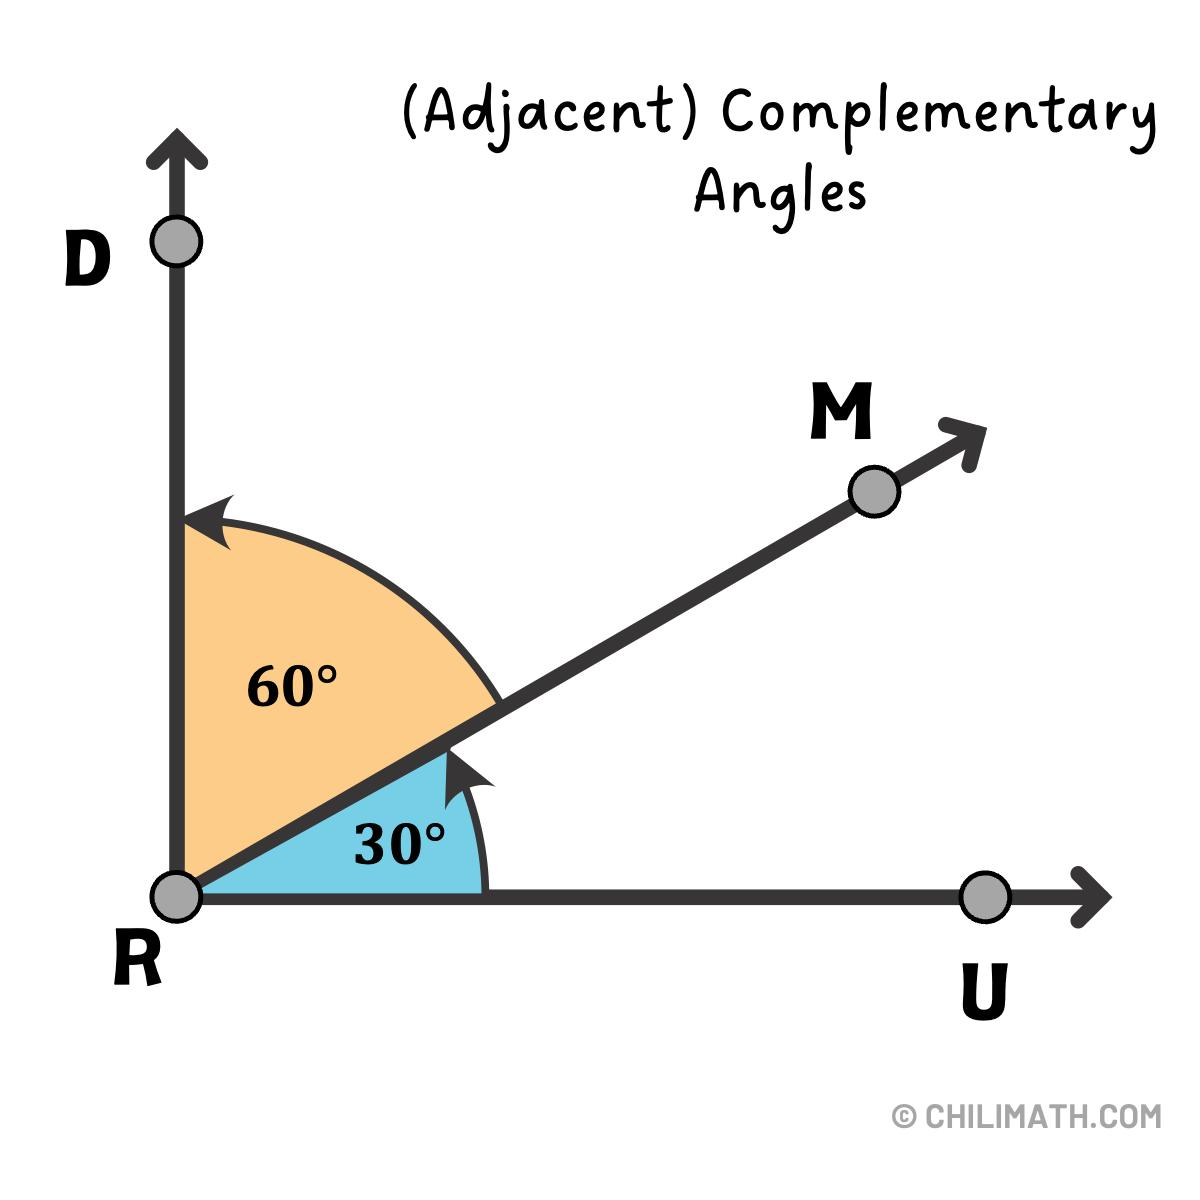 (Adjacent) Complementary
Angles
D
M
60°
30°
R
U
© CHILIMATH.COM